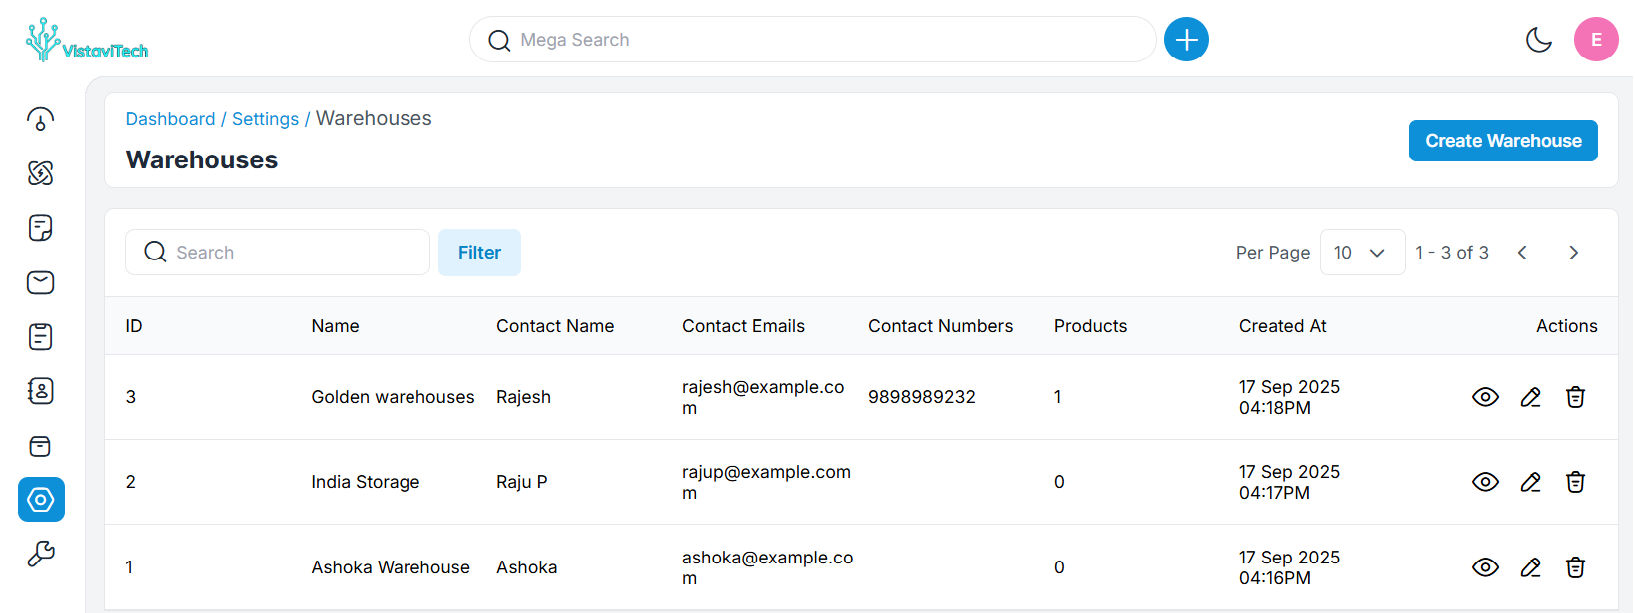 VistaviTech
Mega Search
E
Dashboard / Settings / Warehouses
Warehouses
Create Warehouse
Search
Filter
Per Page 10 1 - 3 of 3
ID Name Contact Name Contact Emails Contact Numbers Products Created At Actions
3 Golden warehouses Rajesh rajesh@example.co 9898989232 1 17 Sep 2025
m 04:18PM
2 India Storage Raju P rajup@example.com 0 17 Sep 2025
m 04:17PM
1 Ashoka Warehouse Ashoka ashoka@example.co 0 17 Sep 2025
m 04:16PM